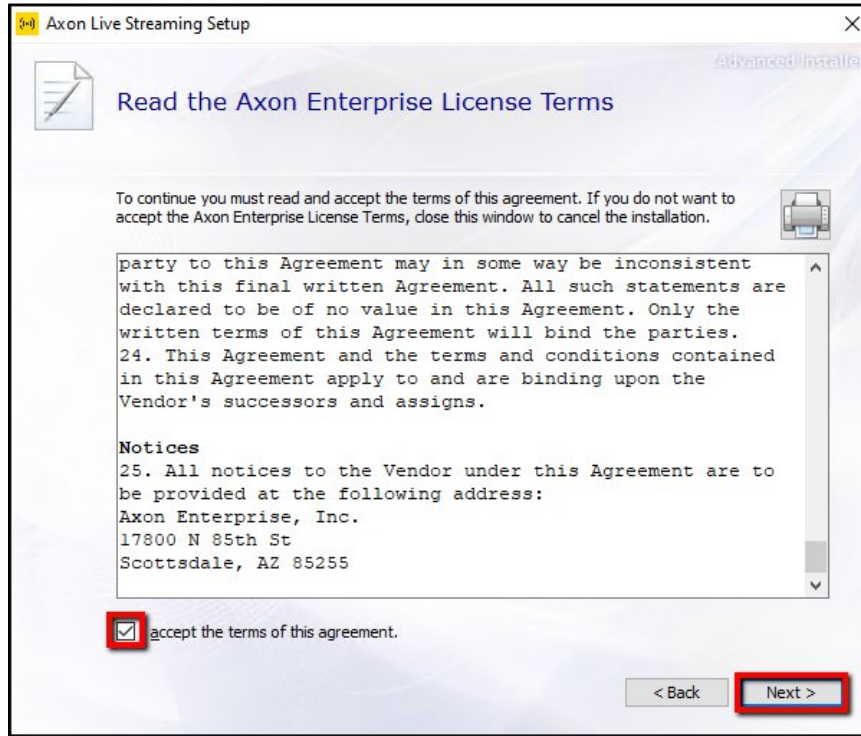 Axon Live Streaming Setup
Advanced Installe
Read the Axon Enterprise License Terms
To continue you must read and accept the terms of this agreement. If you do not want to
accept the Axon Enterprise License Terms, close this window to cancel the installation.
party to this Agreement may in some way be inconsistent
with this final written Agreement. All such statements are
declared to be of no value in this Agreement. Only the
written terms of this Agreement will bind the parties.
24. This Agreement and the terms and conditions contained
in this Agreement apply to and are binding upon the
Vendor's successors and assigns.
Notices
25. All notices to the Vendor under this Agreement are to
be provided at the following address:
Axon Enterprise, Inc.
17800 N 85th St
Scottsdale, AZ 85255
accept the terms of this agreement.
< Back
Next >